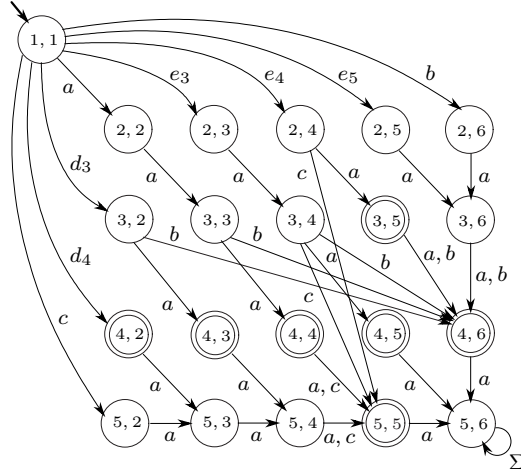 1, 1
a e₃ e₄ e₅ b
2, 2 2, 3 2, 4 2, 5 2, 6
d₃ a a c a a a
3, 2 b 3, 3 b 3, 4 3, 5 3, 6
d₄ a b a, b a, b
c a a c
4, 2 4, 3 4, 4 4, 5 4, 6
a a a, c a a
5, 2 a 5, 3 a 5, 4 a, c 5, 5 a 5, 6
Σ